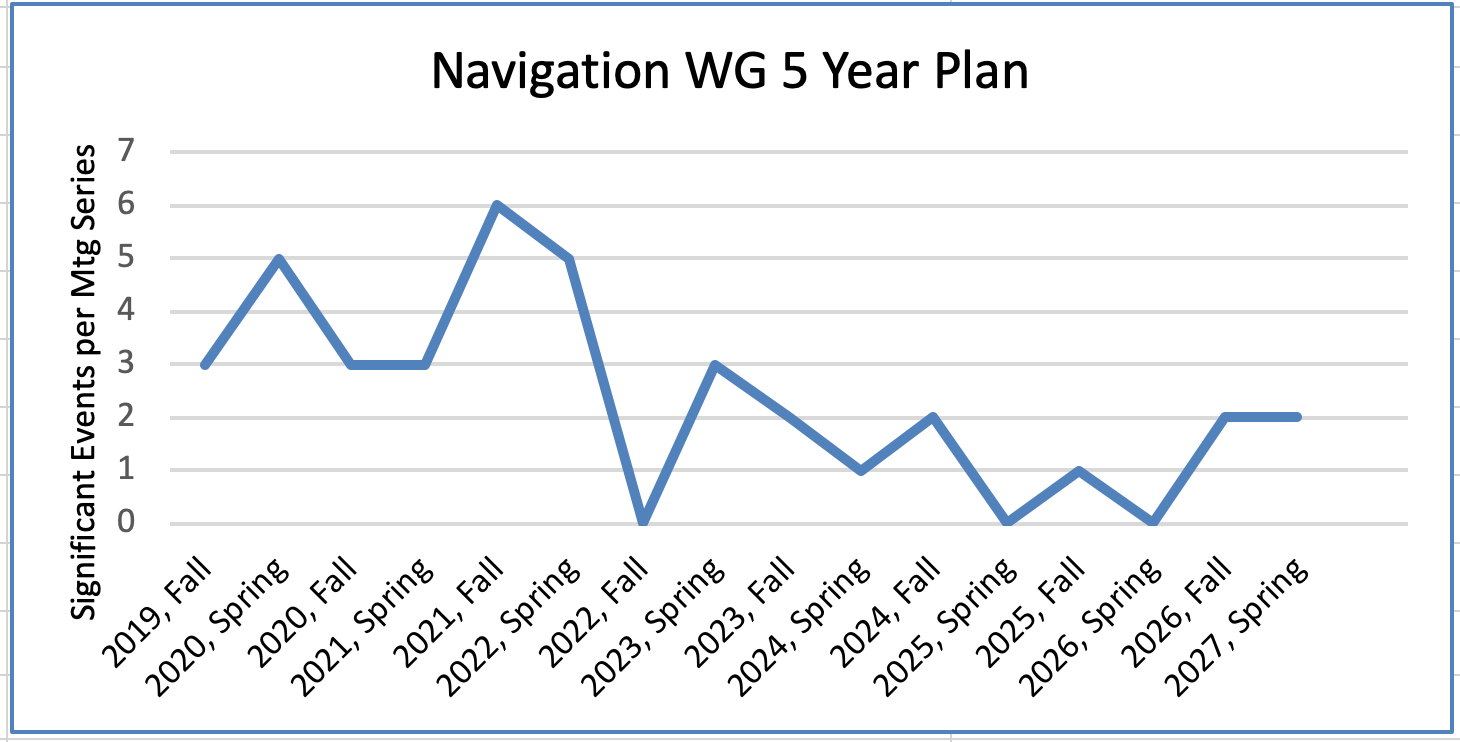 Navigation WG 5 Year Plan
Significant Events per Mtg Series
7
6
5
4
3
2
1
0
2019, Fall
2020, Spring
2020, Fall
2021, Spring
2021, Fall
2022, Spring
2022, Fall
2023, Spring
2023, Fall
2024, Spring
2024, Fall
2025, Spring
2025, Fall
2026, Spring
2026, Fall
2027, Spring